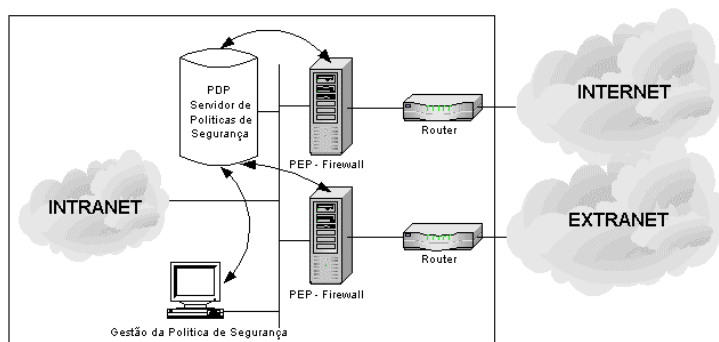 PDP
Servidor de
Políticas de
Segurança
PEP - Firewall
Router
INTERNET
INTRANET
PEP - Firewall
Router
EXTRANET
Gestão da Política de Segurança